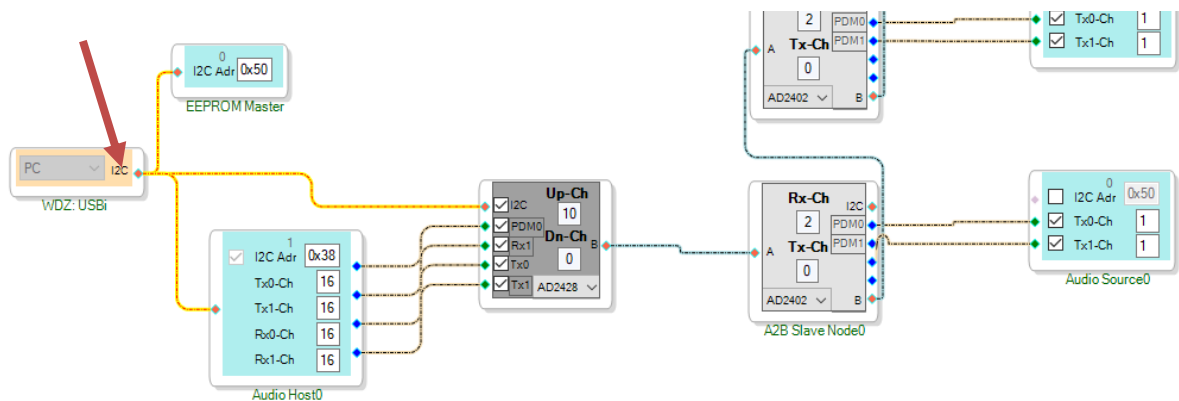 0
I2C Adr 0x50
EEPROM Master
PC I2C
WDZ: USBi
1
I2C Adr 0x38
Tx0-Ch 16
Tx1-Ch 16
Rx0-Ch 16
Rx1-Ch 16
Audio Host0
Up-Ch
I2C 10
PDM0
Dn-Ch
Rx1 B
Tx0 0
Tx1 AD2428
2 PDM0
Tx-Ch PDM1
A
0
AD2402 B
Tx0-Ch 1
Tx1-Ch 1
Rx-Ch
I2C
2 PDM0
Tx-Ch PDM1
A
0
AD2402 B
A2B Slave Node0
0
I2C Adr 0x50
Tx0-Ch 1
Tx1-Ch 1
Audio Source0